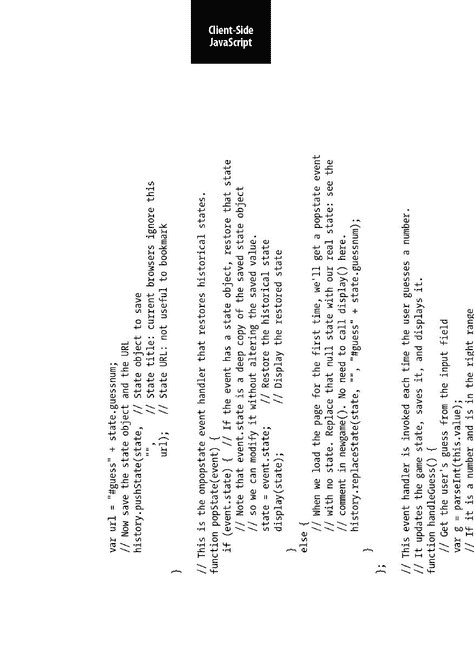 Client-Side
JavaScript
var url = "#guess" + state.guessnum;
// Now save the state object and the URL
history.pushState(state,  // State object to save
"",     // State title: current browsers ignore this
url);   // State URL: not useful to bookmark
}
// This is the onpopstate event handler that restores historical states.
function popState(event) {
if (event.state) {  // If the event has a state object, restore that state
// Note that event.state is a deep copy of the saved state object
// so we can modify it without altering the saved value.
state = event.state;    // Restore the historical state
display(state);         // Display the restored state
}
else {
// When we load the page for the first time, we'll get a popstate event
// with no state. Replace that null state with our real state: see the
// comment in newgame(). No need to call display() here.
history.replaceState(state, "", "#guess" + state.guessnum);
}
};
// This event handler is invoked each time the user guesses a number.
// It updates the game state, saves it, and displays it.
function handleGuess() {
// Get the user's guess from the input field
var g = parseInt(this.value);
// If it is a number and is in the right range